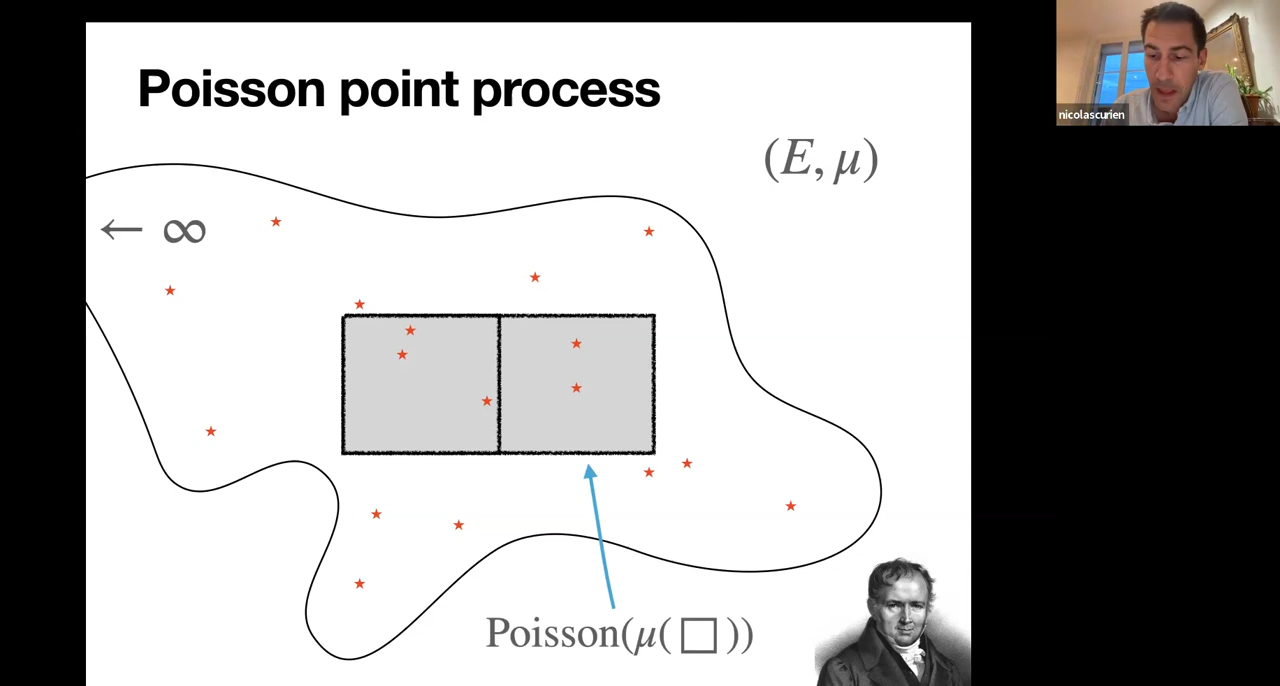 Poisson point process
nicolascurien
(E, μ)
← ∞
Poisson(μ(□))